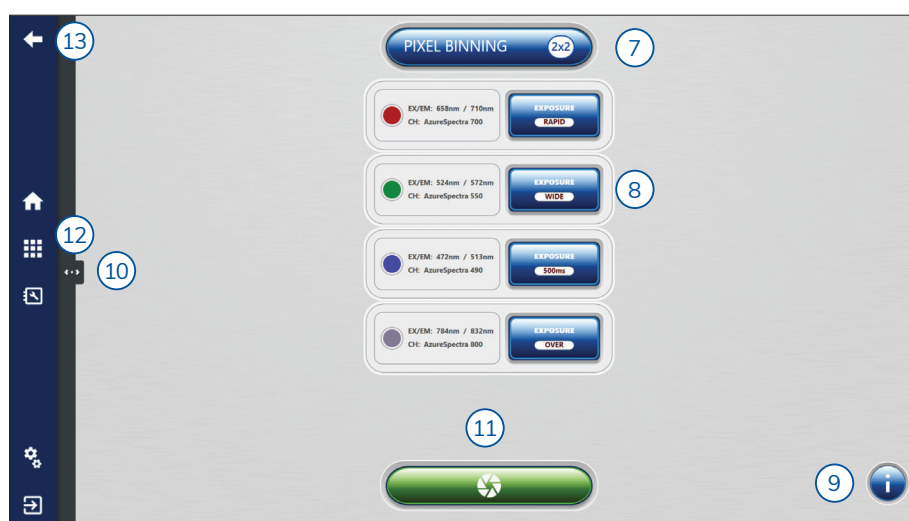 13
PIXEL BINNING 2x2
7
EX/EM: 658nm / 710nm
CH: AzureSpectra 700
EXPOSURE
RAPID
EX/EM: 524nm / 572nm
CH: AzureSpectra 550
EXPOSURE
WIDE
8
12
10
EX/EM: 472nm / 513nm
CH: AzureSpectra 490
EXPOSURE
500ms
EX/EM: 784nm / 832nm
CH: AzureSpectra 800
EXPOSURE
OVER
11
9
i